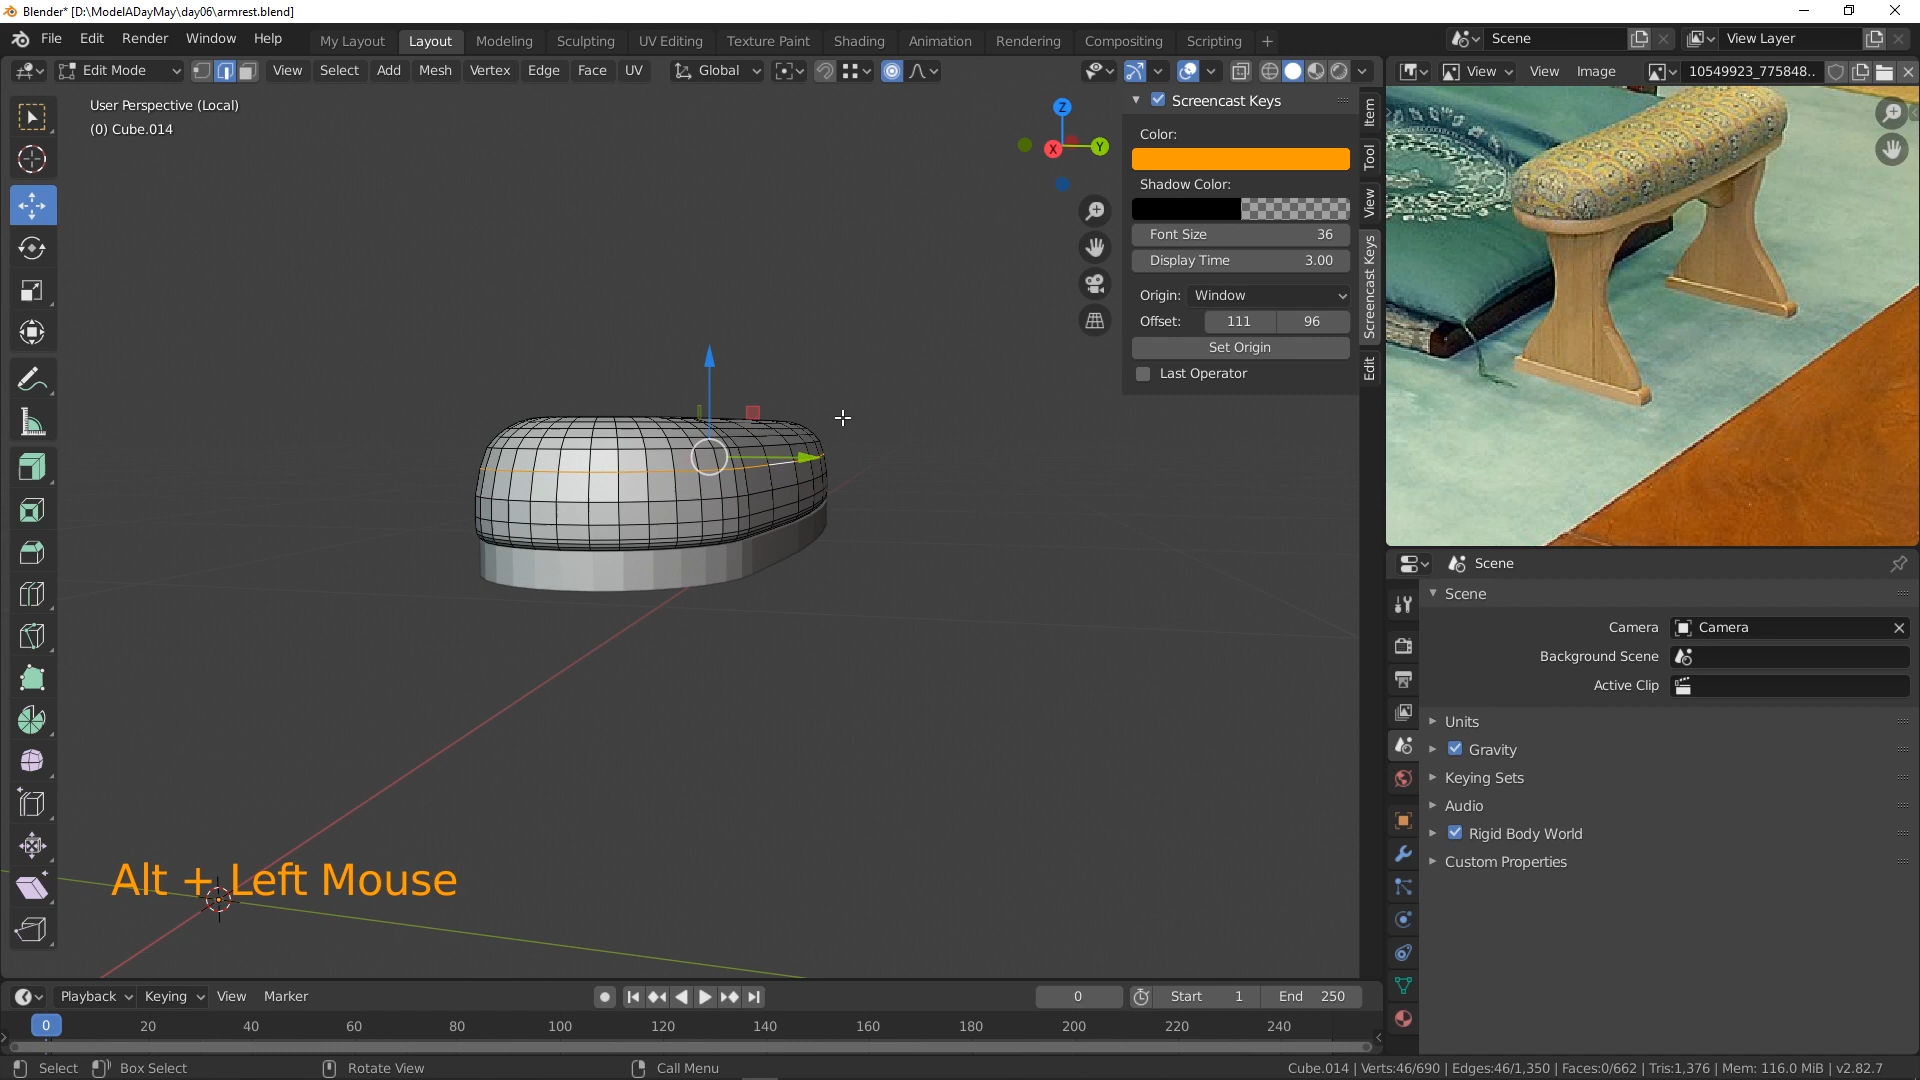 Blender* [D:\ModelADayMay\day06\armrest.blend]
File Edit Render Window Help My Layout Layout Modeling Sculpting UV Editing Texture Paint Shading Animation Rendering Compositing Scripting + Scene View Layer
Edit Mode View Select Add Mesh Vertex Edge Face UV Global View View Image 10549923_775848..
User Perspective (Local)
(0) Cube.014
Z
X
Y
Screencast Keys
Color:
Shadow Color:
Font Size 36
Display Time 3.00
Origin: Window
Offset: 111 96
Set Origin
Last Operator
Item
Tool
View
Screencast Keys
Edit
Alt + Left Mouse
Scene
Scene
Camera Camera
Background Scene
Active Clip
Units
Gravity
Keying Sets
Audio
Rigid Body World
Custom Properties
Playback Keying View Marker 0 Start 1 End 250
0 20 40 60 80 100 120 140 160 180 200 220 240
Select Box Select Rotate View Call Menu Cube.014 | Verts:46/690 | Edges:46/1,350 | Faces:0/662 | Tris:1,376 | Mem: 116.0 MiB | v2.82.7